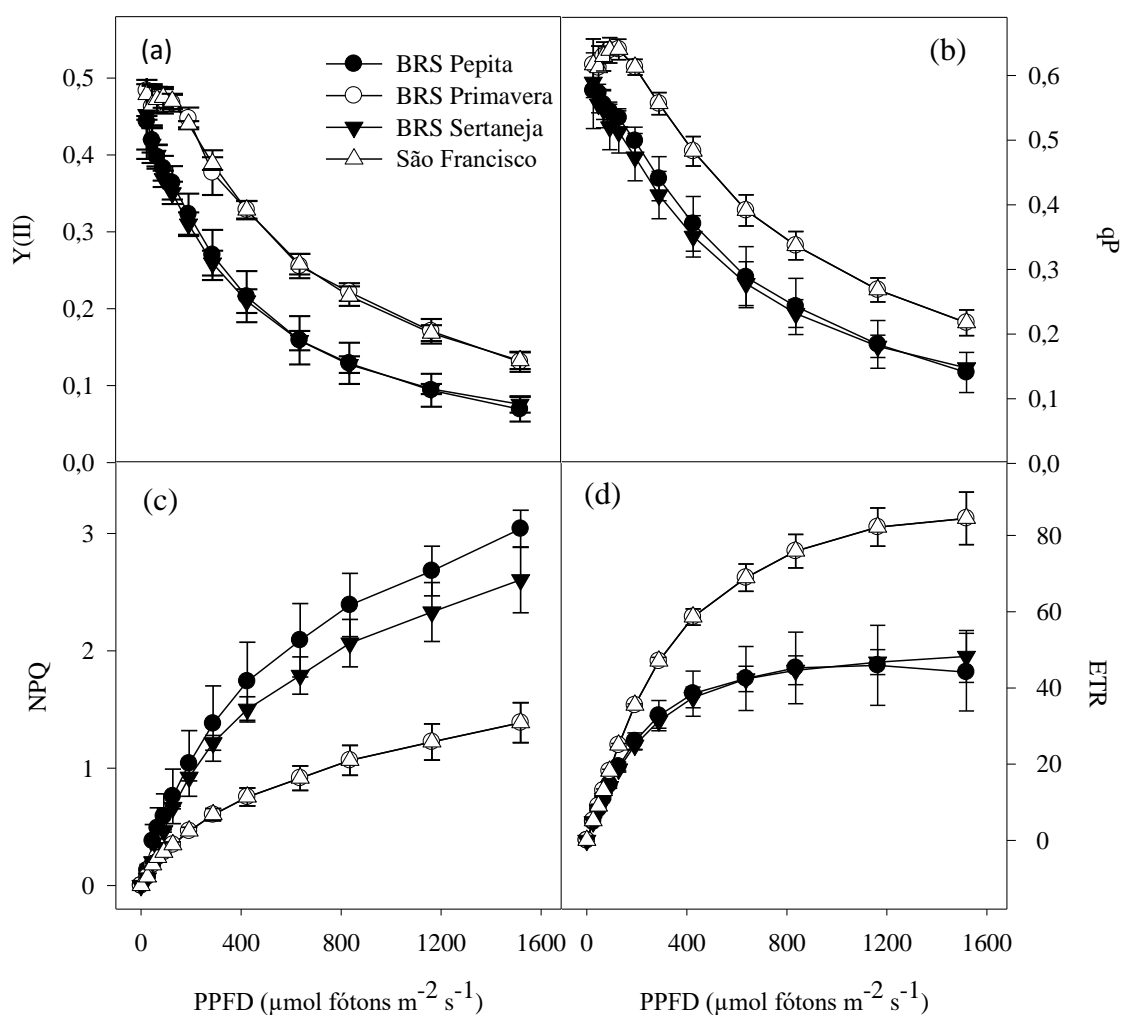 (a)
BRS Pepita
BRS Primavera
BRS Sertaneja
São Francisco
0,5
0,4
0,3
0,2
0,1
0,0
Y(II)
(b)
0,6
0,5
0,4
0,3
0,2
0,1
0,0
qP
(c)
3
2
1
0
NPQ
0 400 800 1200 1600
PPFD (µmol fótons m⁻² s⁻¹)
(d)
80
60
40
20
0
ETR
0 400 800 1200 1600
PPFD (µmol fótons m⁻² s⁻¹)